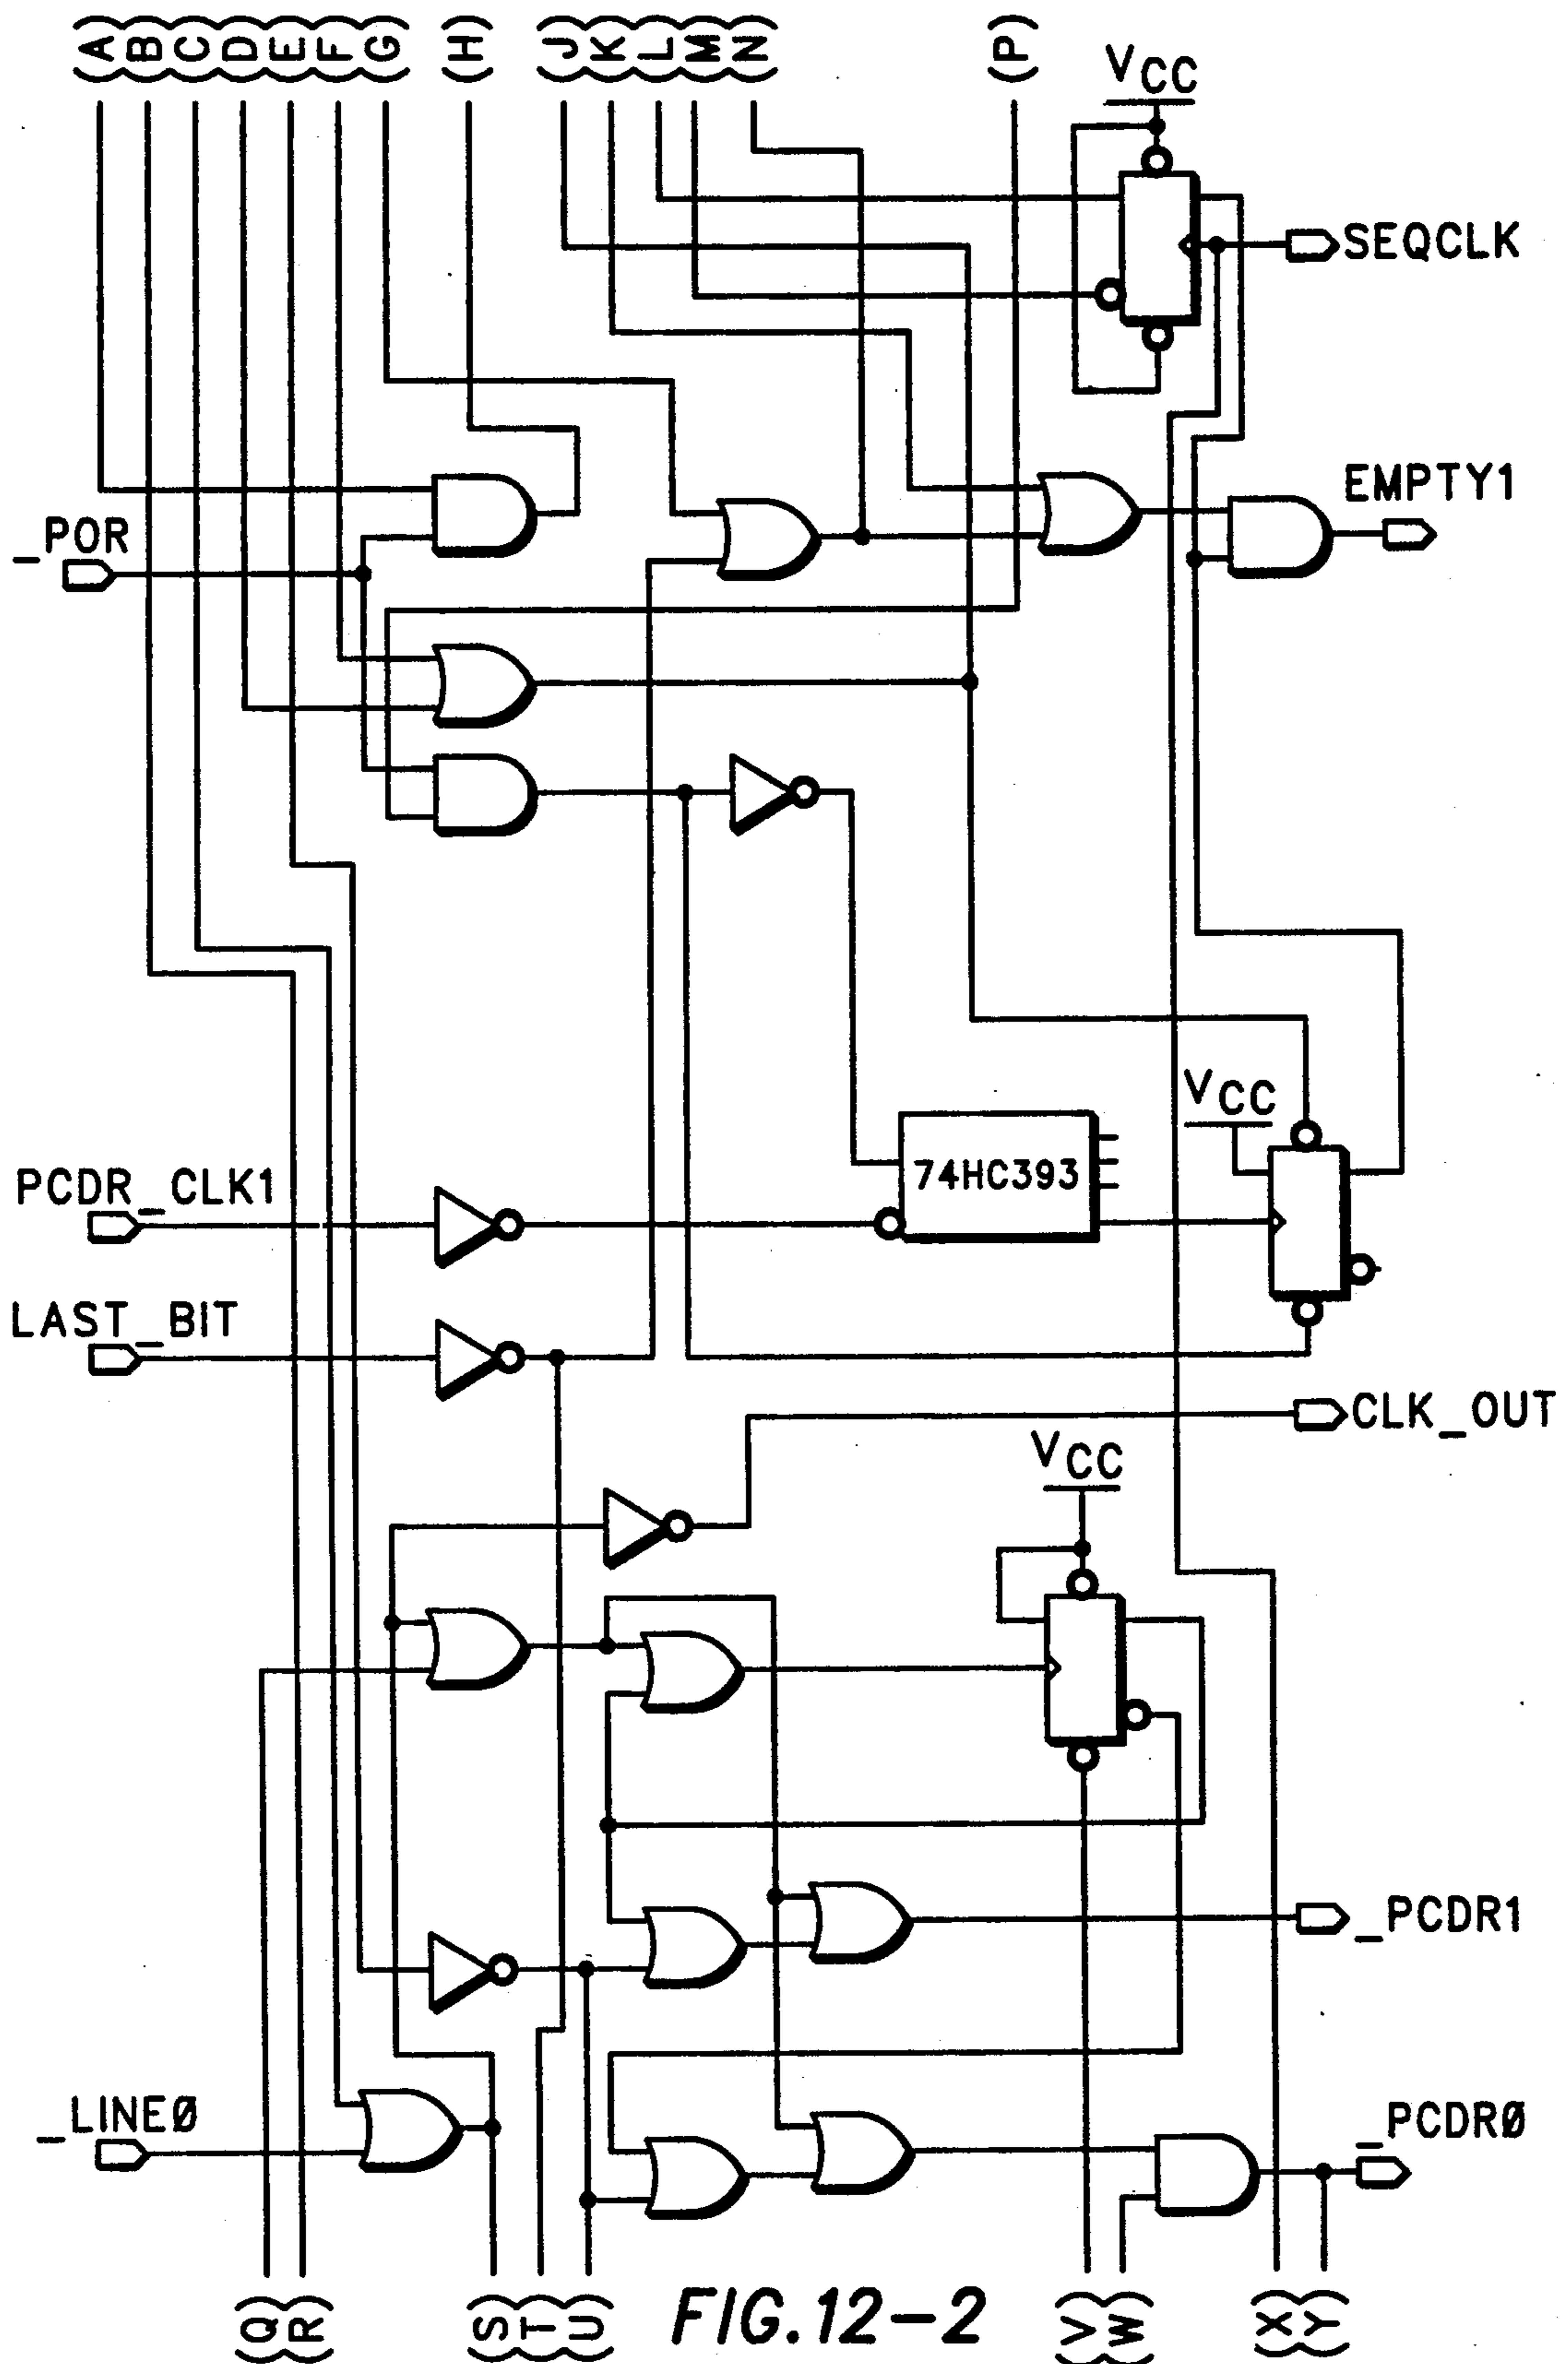 (A) (B) (C) (D) (E) (F) (G) (H) (J) (K) (L) (M) (N) (P)
VCC
SEQCLK
EMPTY1
_POR
VCC
74HC393
PCDR_CLK1
LAST_BIT
CLK_OUT
VCC
_PCDR1
_LINEØ
_PCDRØ
(Q) (R) (S) (T) (U) (V) (W) (X) (Y)
FIG.12-2